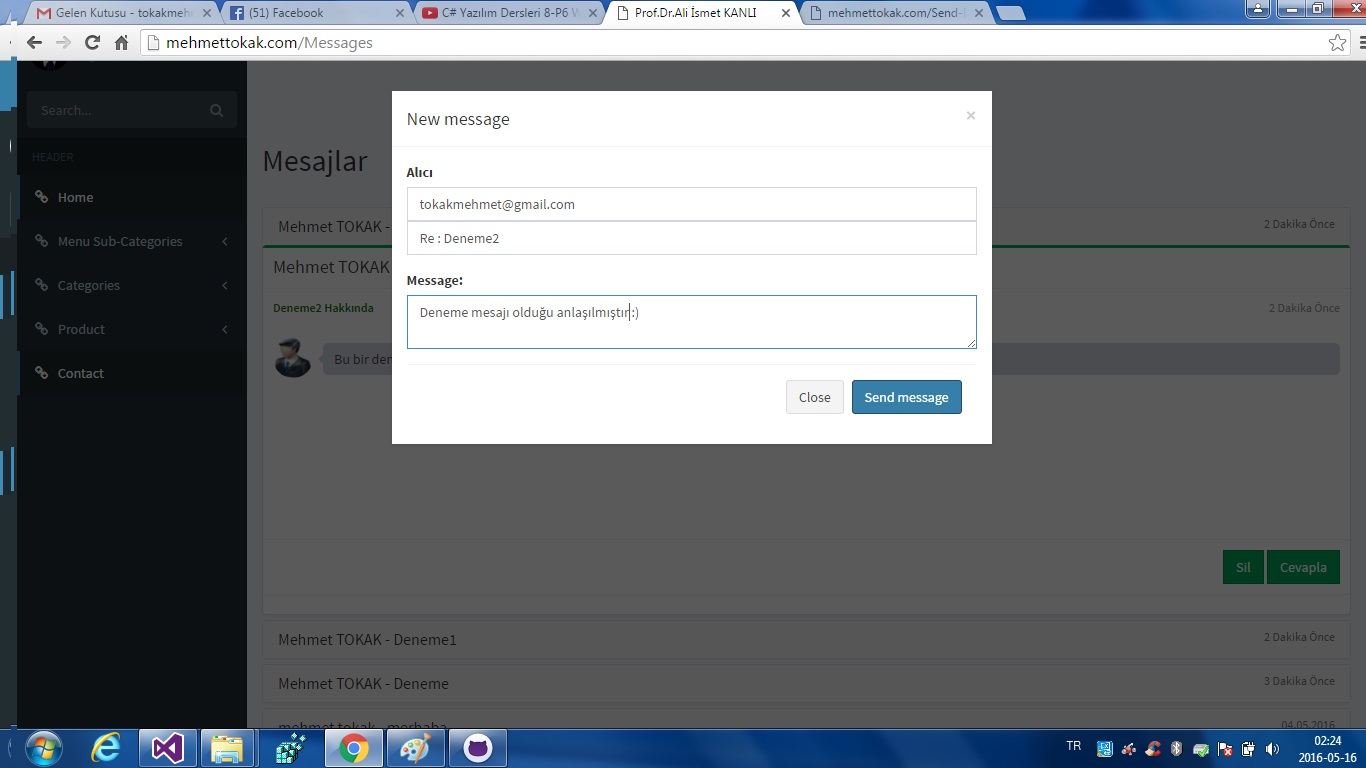 Gelen Kutusu - tokakmehm
(51) Facebook
C# Yazılım Dersleri 8-P6 W
Prof.Dr.Ali İsmet KANLI
mehmettokak.com/Send-
mehmettokak.com/Messages
Search...
HEADER
Home
Menu Sub-Categories
Categories
Product
Contact
Mesajlar
Mehmet TOKAK -
2 Dakika Önce
Mehmet TOKAK
Deneme2 Hakkında
2 Dakika Önce
Bu bir den
New message
×
Alıcı
tokakmehmet@gmail.com
Re : Deneme2
Message:
Deneme mesajı olduğu anlaşılmıştır:)
Close
Send message
Sil
Cevapla
Mehmet TOKAK - Deneme1
2 Dakika Önce
Mehmet TOKAK - Deneme
3 Dakika Önce
mehmet tokak - merhaba
04.05.2016
TR
02:24
2016-05-16